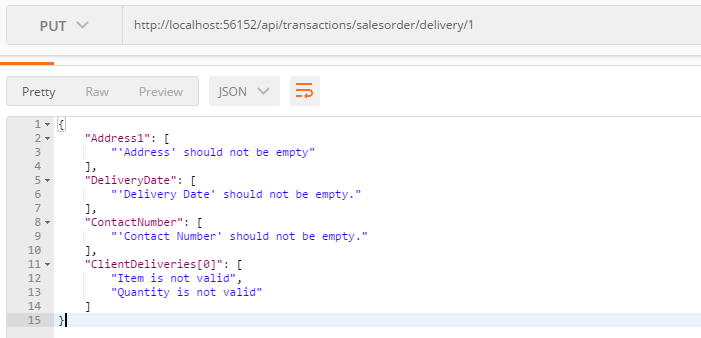 PUT http://localhost:56152/api/transactions/salesorder/delivery/1
Pretty Raw Preview JSON
1 {
2 "Address1": [
3 "'Address' should not be empty"
4 ],
5 "DeliveryDate": [
6 "'Delivery Date' should not be empty."
7 ],
8 "ContactNumber": [
9 "'Contact Number' should not be empty."
10 ],
11 "ClientDeliveries[0]": [
12 "Item is not valid",
13 "Quantity is not valid"
14 ]
15 }